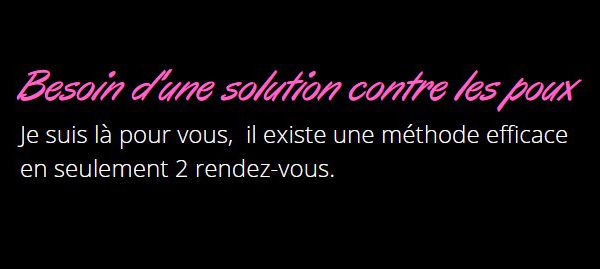 Besoin d'une solution contre les poux
Je suis là pour vous, il existe une méthode efficace
en seulement 2 rendez-vous.